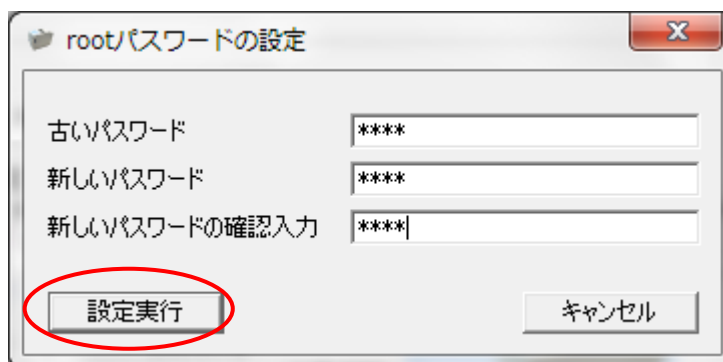 rootパスワードの設定
古いパスワード ****
新しいパスワード ****
新しいパスワードの確認入力 ****
設定実行 キャンセル